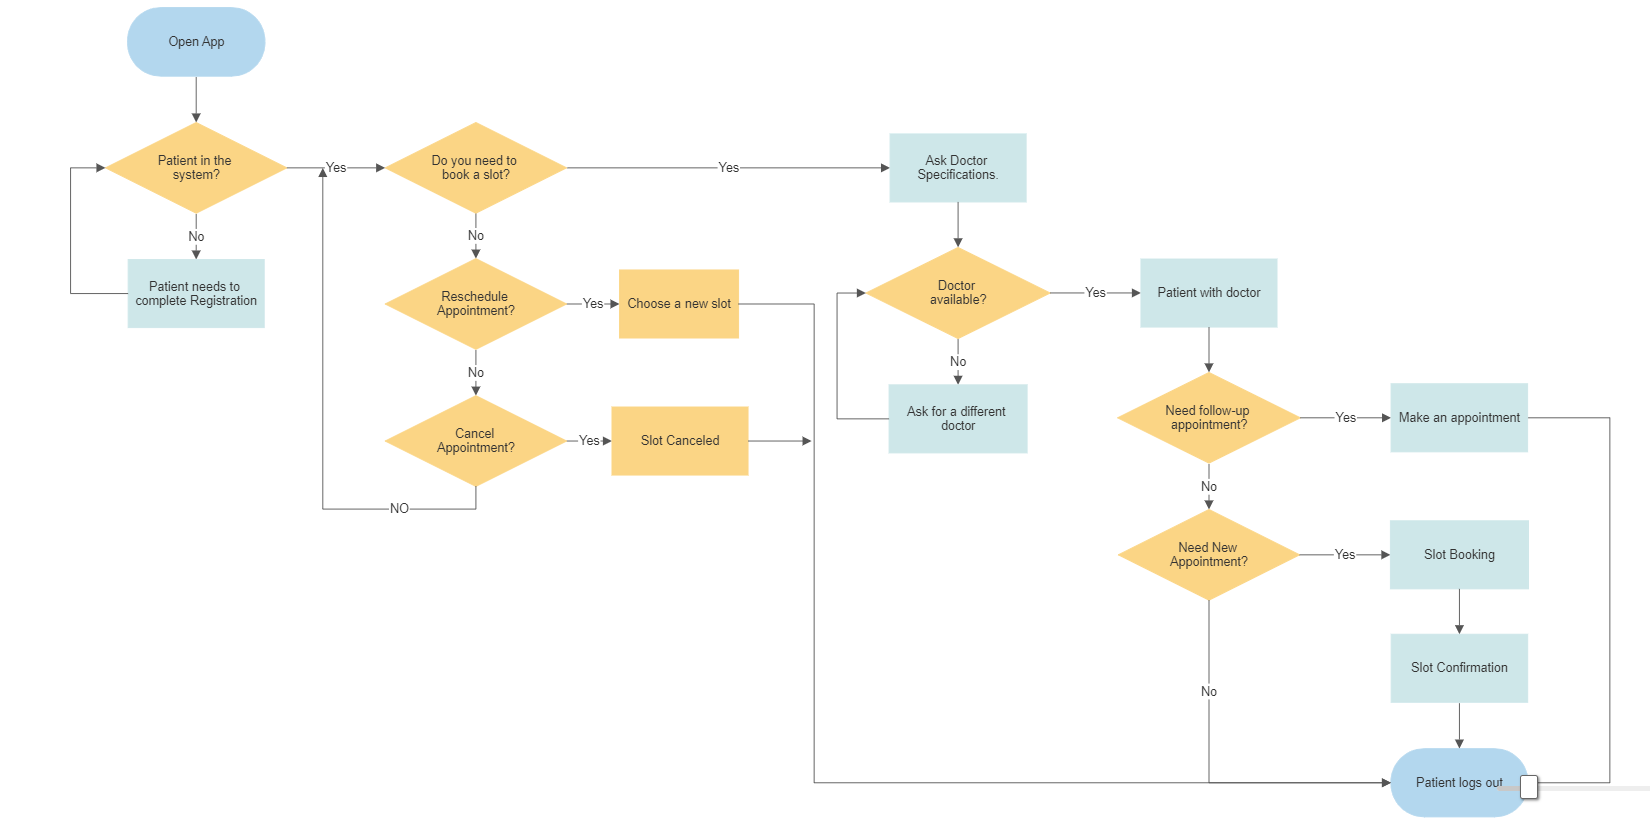 Open App
Patient in the
system?
Yes
Do you need to
book a slot?
Yes
Ask Doctor
Specifications.
No
Patient needs to
complete Registration
No
Reschedule
Appointment?
Yes
Choose a new slot
No
Cancel
Appointment?
Yes
Slot Canceled
NO
Doctor
available?
Yes
Patient with doctor
No
Ask for a different
doctor
Need follow-up
appointment?
Yes
Make an appointment
No
Need New
Appointment?
Yes
Slot Booking
Slot Confirmation
No
Patient logs out